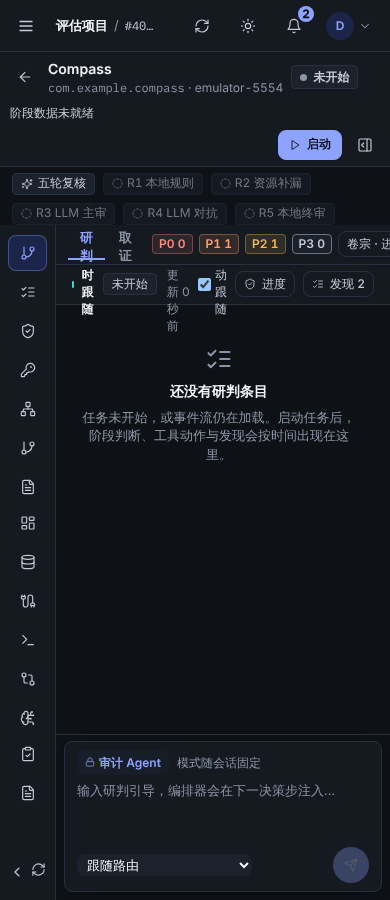 评估项目 / #40…
2
D
Compass
com.example.compass · emulator-5554
未开始
阶段数据未就绪
启动
五轮复核
R1 本地规则
R2 资源补漏
R3 LLM 主审
R4 LLM 对抗
R5 本地终审
研判
取证
P0 0
P1 1
P2 1
P3 0
卷宗 · 进
时跟随
未开始
更新 0 秒前
动跟随
进度
发现 2
还没有研判条目
任务未开始，或事件流仍在加载。启动任务后，
阶段判断、工具动作与发现会按时间出现在这
里。
审计 Agent
模式随会话固定
输入研判引导，编排器会在下一决策步注入...
跟随路由